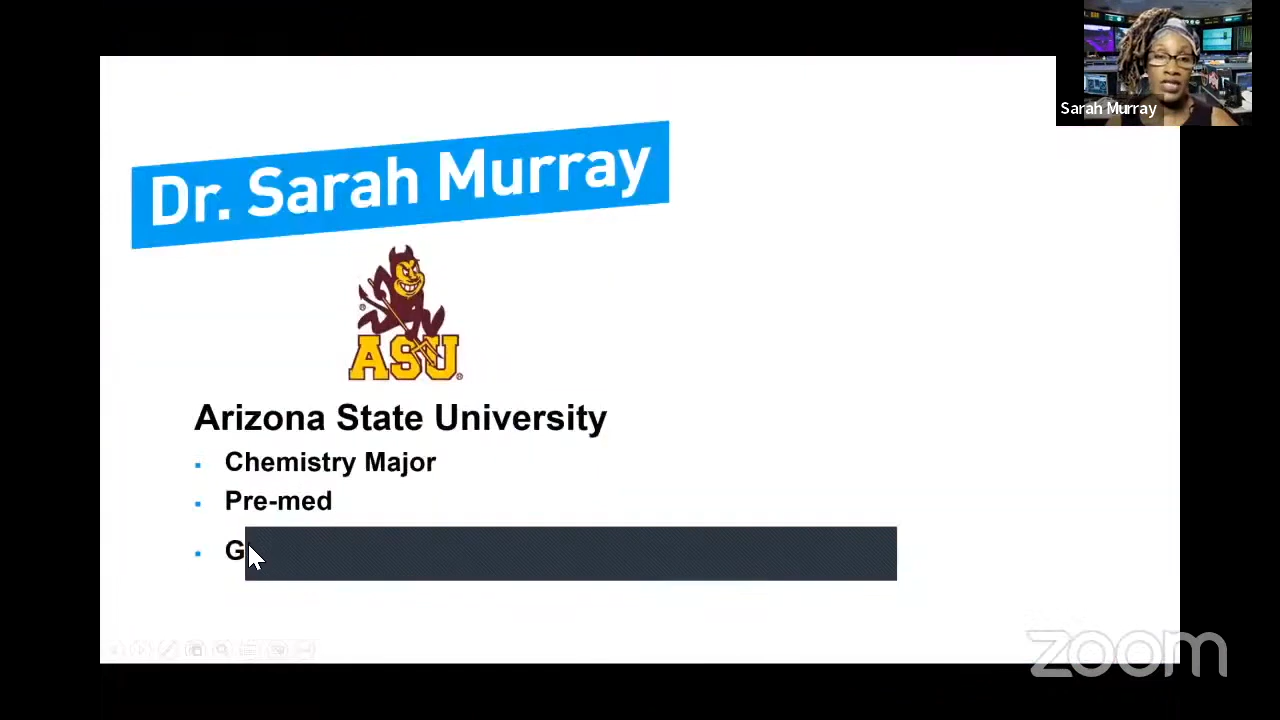 Sarah Murray
Dr. Sarah Murray
ASU
Arizona State University
Chemistry Major
Pre-med
G
zoom